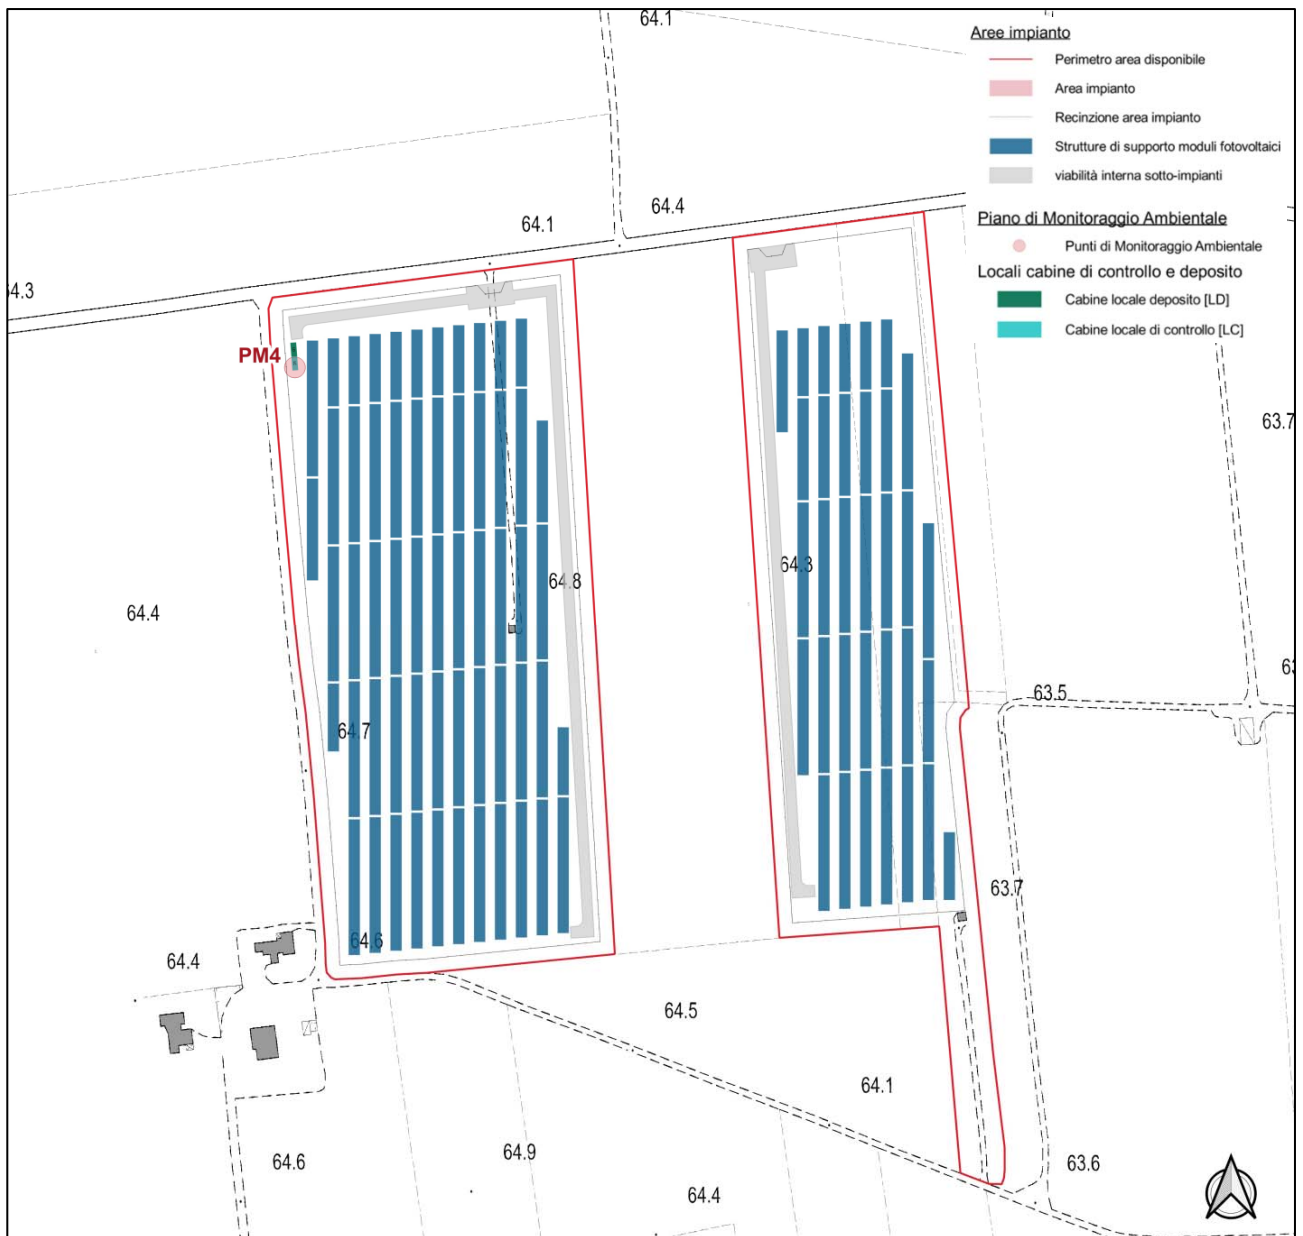 64.1
Aree impianto
Perimetro area disponibile
Area impianto
Recinzione area impianto
Strutture di supporto moduli fotovoltaici
viabilità interna sotto-impianti
Piano di Monitoraggio Ambientale
Punti di Monitoraggio Ambientale
Locali cabine di controllo e deposito
Cabine locale deposito [LD]
Cabine locale di controllo [LC]
64.4
64.1
PM4
63.7
64.3
64.8
64.4
63.5
64.7
63.7
64.6
64.4
64.5
64.1
64.9
64.6
63.6
64.4